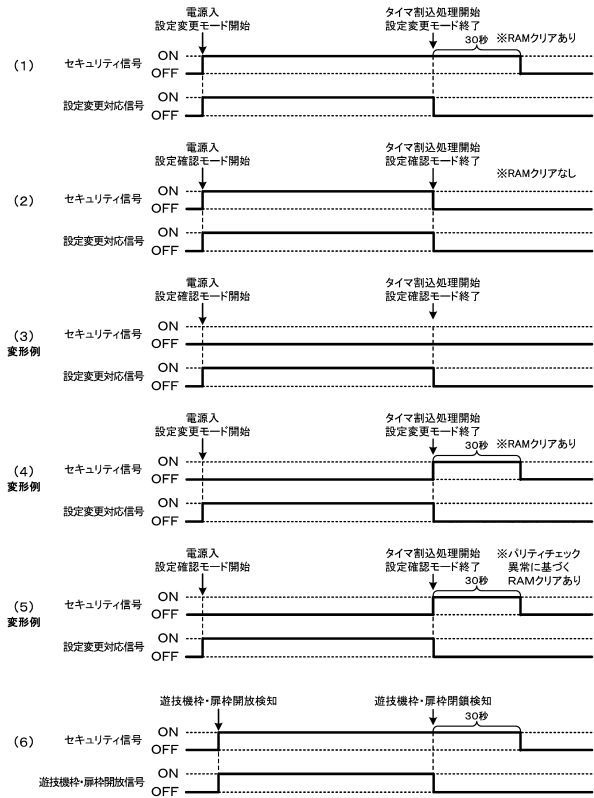 電源入
設定変更モード開始
タイマ割込処理開始
設定変更モード終了
30秒
※RAMクリアあり
(1)
セキュリティ信号
ON
OFF
設定変更対応信号
ON
OFF
電源入
設定確認モード開始
タイマ割込処理開始
設定確認モード終了
※RAMクリアなし
(2)
セキュリティ信号
ON
OFF
設定変更対応信号
ON
OFF
電源入
設定確認モード開始
タイマ割込処理開始
設定確認モード終了
(3)
変形例
セキュリティ信号
ON
OFF
設定変更対応信号
ON
OFF
電源入
設定変更モード開始
タイマ割込処理開始
設定変更モード終了
30秒
※RAMクリアあり
(4)
変形例
セキュリティ信号
ON
OFF
設定変更対応信号
ON
OFF
電源入
設定確認モード開始
タイマ割込処理開始
設定確認モード終了
30秒
※パリティチェック
異常に基づく
RAMクリアあり
(5)
変形例
セキュリティ信号
ON
OFF
設定変更対応信号
ON
OFF
遊技機枠・扉枠開放検知
遊技機枠・扉枠閉鎖検知
30秒
(6)
セキュリティ信号
ON
OFF
遊技機枠・扉枠開放信号
ON
OFF